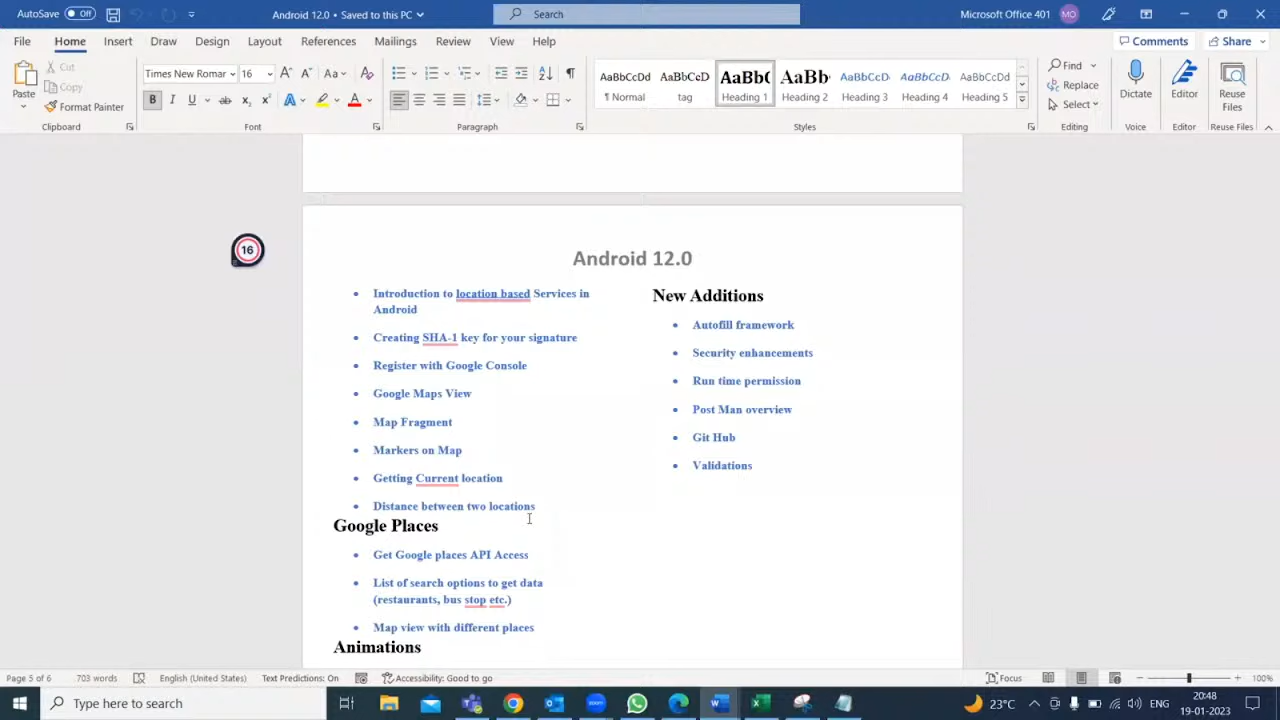 AutoSave Off
Android 12.0 • Saved to this PC
Search
Microsoft Office 401 MO
File Home Insert Draw Design Layout References Mailings Review View Help
Comments Share
Paste
Cut
Copy
Format Painter
Clipboard
Times New Roman 16
Font
Paragraph
AaBbCcDd AaBbCcD AaBb( AaBb AaBbCcD AaBbCcD AaBbCcDd
¶ Normal tag Heading 1 Heading 2 Heading 3 Heading 4 Heading 5
Styles
Find
Replace
Select
Editing
Dictate
Voice
Editor
Editor
Reuse Files
Reuse Files
16
Android 12.0
• Introduction to location based Services in
Android
• Creating SHA-1 key for your signature
• Register with Google Console
• Google Maps View
• Map Fragment
• Markers on Map
• Getting Current location
• Distance between two locations
Google Places
• Get Google places API Access
• List of search options to get data
(restaurants, bus stop etc.)
• Map view with different places
Animations
New Additions
• Autofill framework
• Security enhancements
• Run time permission
• Post Man overview
• Git Hub
• Validations
Page 5 of 6 703 words English (United States) Text Predictions: On Accessibility: Good to go Focus 100%
Type here to search
23°C ENG 20:48
19-01-2023